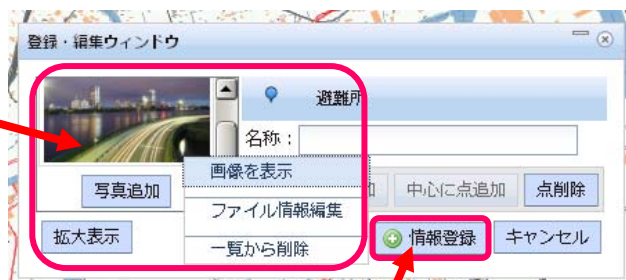 登録・編集ウィンドウ
避難所
名称：
画像を表示
写真追加
加
中心に点追加
点削除
ファイル情報編集
拡大表示
一覧から削除
情報登録
キャンセル